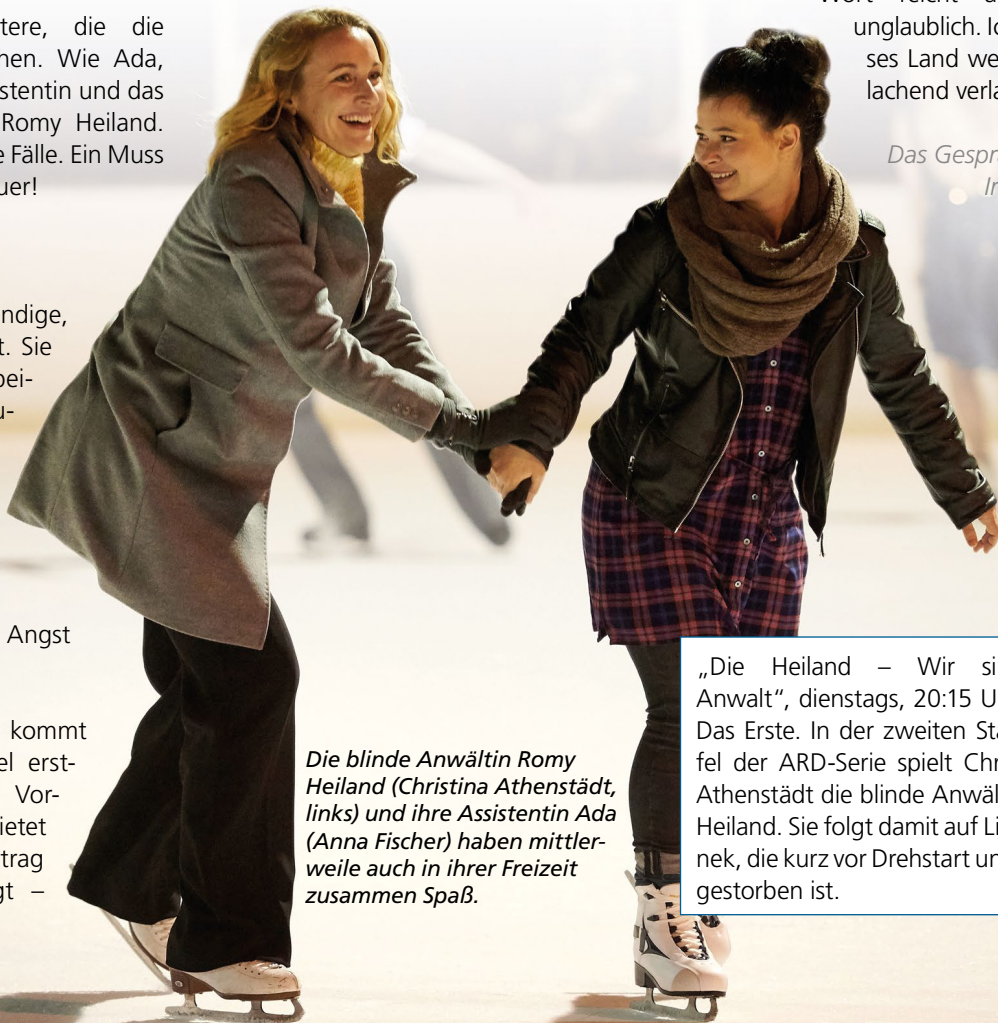 tere, die die
nen. Wie Ada,
stentin und das
Romy Heiland.
e Fälle. Ein Muss
uer!
ndige,
t. Sie
bei-
u-
Angst
kommt
el erst-
Vor-
ietet
trag
gt –
Wort reicht
unglaublich. Ic
ses Land we
lachend verla
Das Gespr
In
Die blinde Anwältin Romy
Heiland (Christina Athenstädt,
links) und ihre Assistentin Ada
(Anna Fischer) haben mittler-
weile auch in ihrer Freizeit
zusammen Spaß.
„Die Heiland – Wir si
Anwalt“, dienstags, 20:15 U
Das Erste. In der zweiten Sta
fel der ARD-Serie spielt Chr
Athenstädt die blinde Anwäl
Heiland. Sie folgt damit auf Li
nek, die kurz vor Drehstart un
gestorben ist.